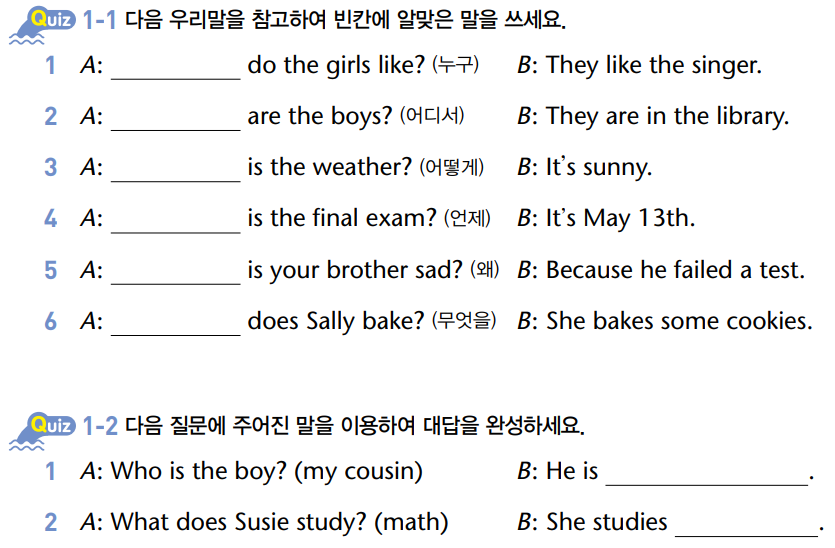 Quiz 1-1 다음 우리말을 참고하여 빈칸에 알맞은 말을 쓰세요.
1 A: __________ do the girls like? (누구) B: They like the singer.
2 A: __________ are the boys? (어디서) B: They are in the library.
3 A: __________ is the weather? (어떻게) B: It's sunny.
4 A: __________ is the final exam? (언제) B: It's May 13th.
5 A: __________ is your brother sad? (왜) B: Because he failed a test.
6 A: __________ does Sally bake? (무엇을) B: She bakes some cookies.
Quiz 1-2 다음 질문에 주어진 말을 이용하여 대답을 완성하세요.
1 A: Who is the boy? (my cousin) B: He is ________________.
2 A: What does Susie study? (math) B: She studies ___________.